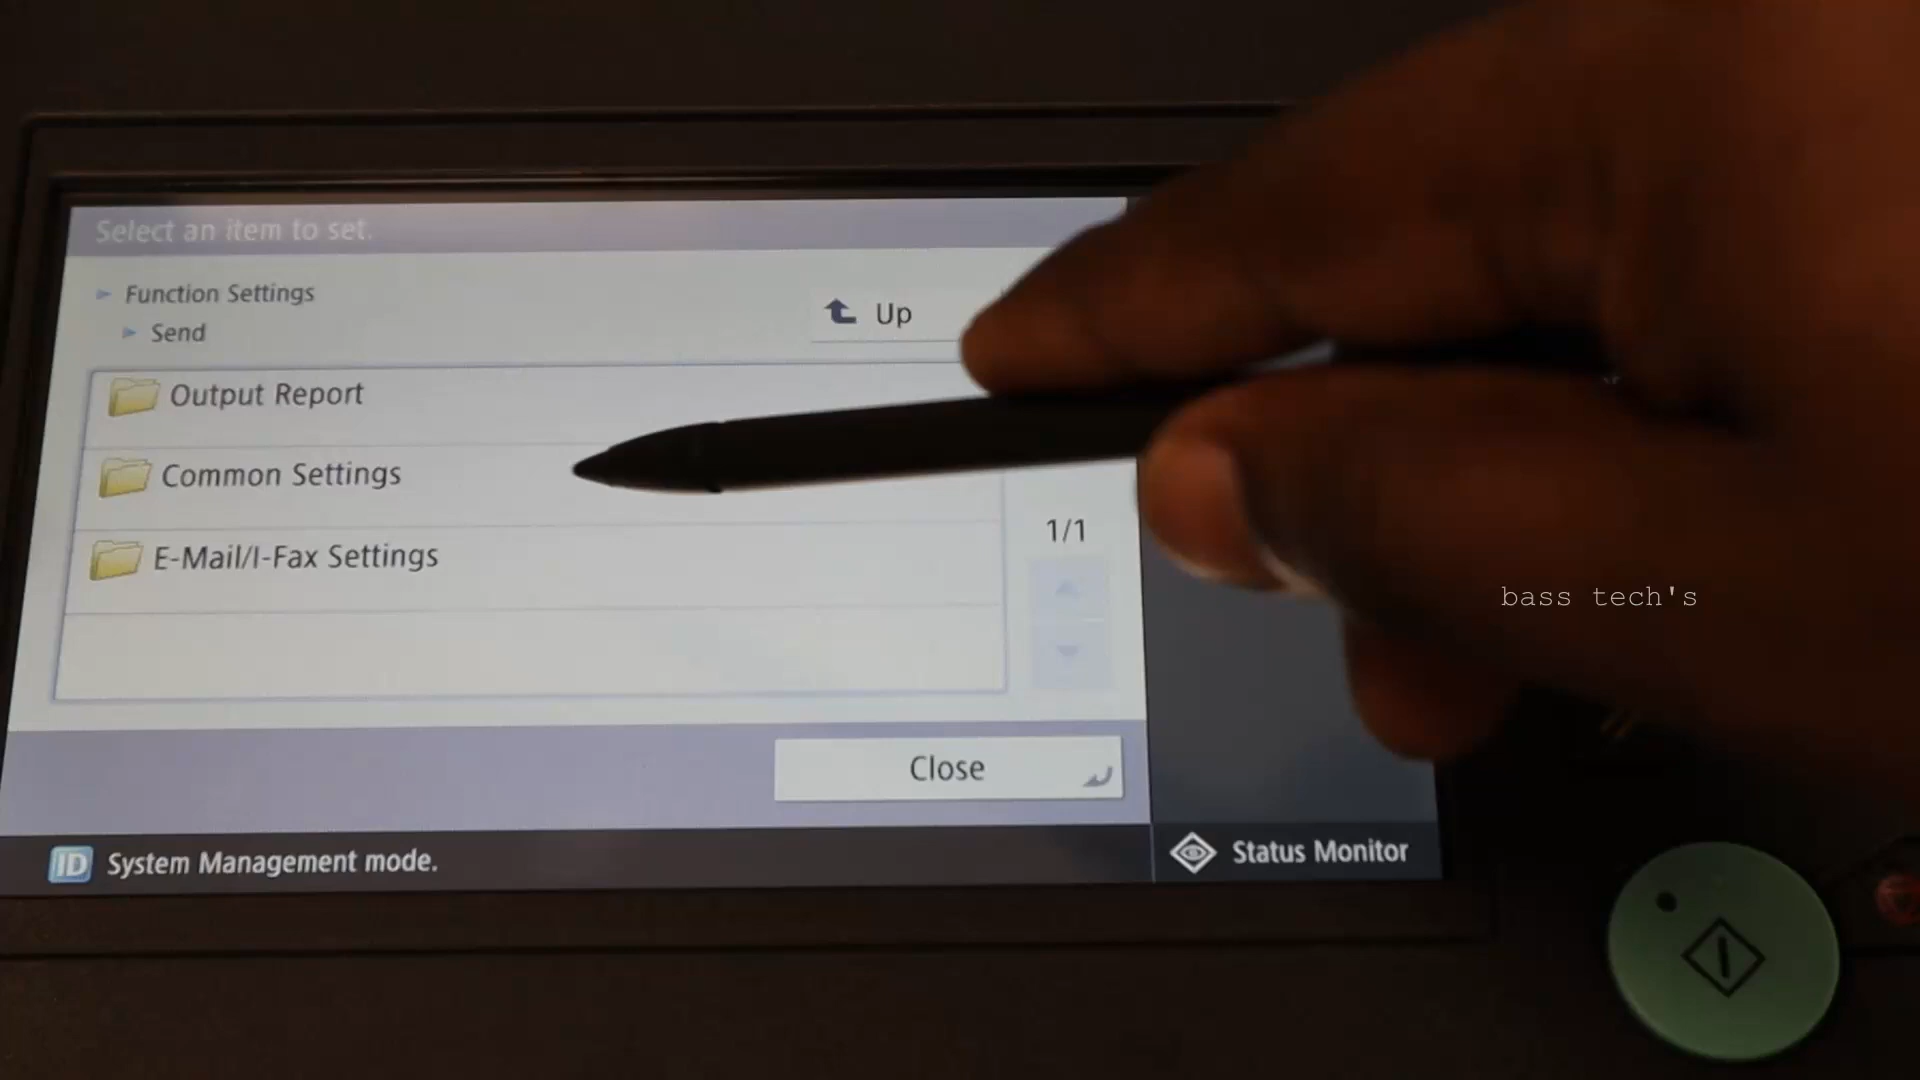 Select an item to set.
Function Settings
Send
Up
Output Report
Common Settings
E-Mail/I-Fax Settings
1/1
Close
ID System Management mode.
Status Monitor
bass tech's